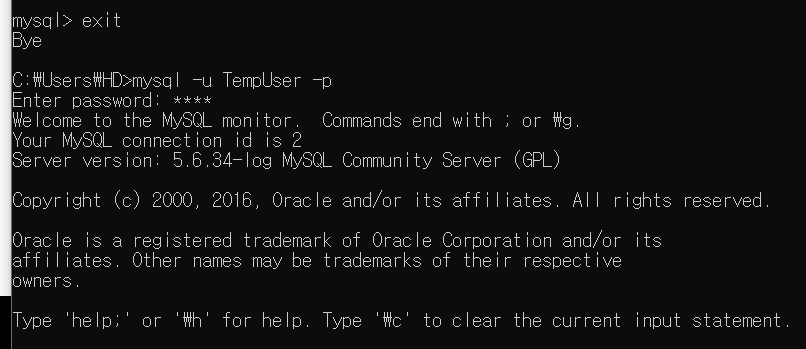 mysql> exit
Bye
C:₩Users₩HD>mysql -u TempUser -p
Enter password: ****
Welcome to the MySQL monitor.  Commands end with ; or ₩g.
Your MySQL connection id is 2
Server version: 5.6.34-log MySQL Community Server (GPL)
Copyright (c) 2000, 2016, Oracle and/or its affiliates. All rights reserved.
Oracle is a registered trademark of Oracle Corporation and/or its
affiliates. Other names may be trademarks of their respective
owners.
Type 'help;' or '₩h' for help. Type '₩c' to clear the current input statement.